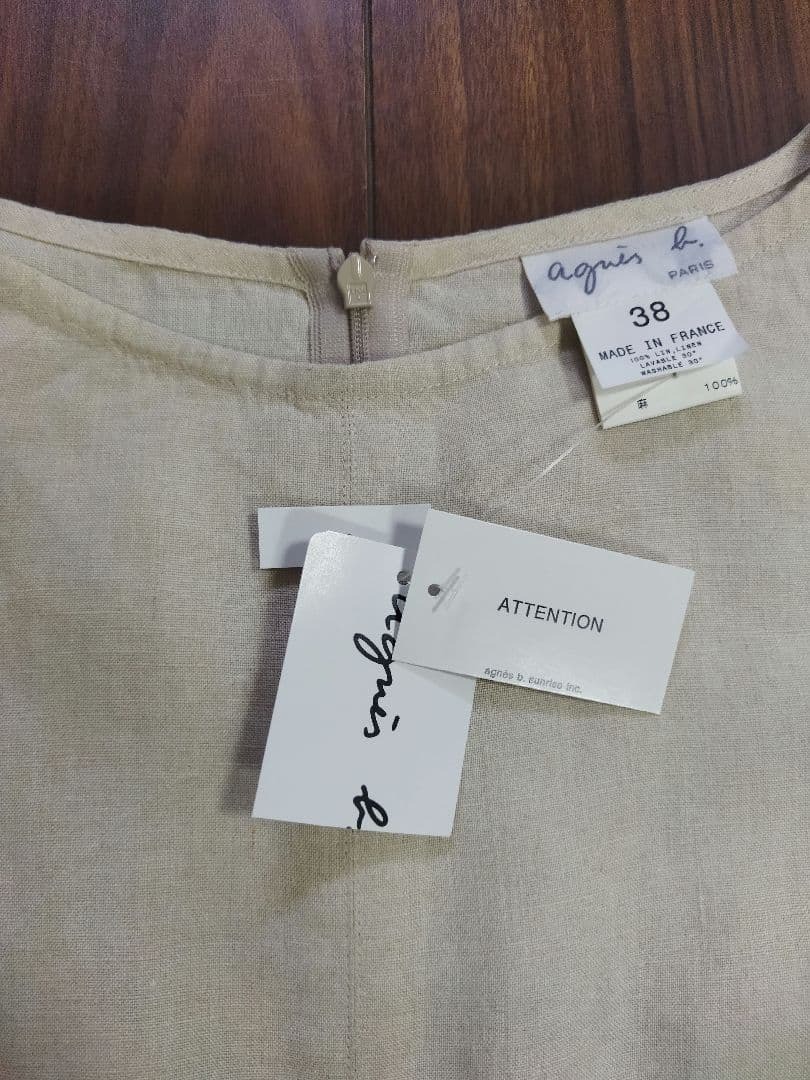 agnès b.
PARIS
38
MADE IN FRANCE
100% LIN, LINEN
LAVABLE 30°
WASHABLE 30°
麻 100%
ATTENTION
agnès b. sunrise inc.
agnès b.